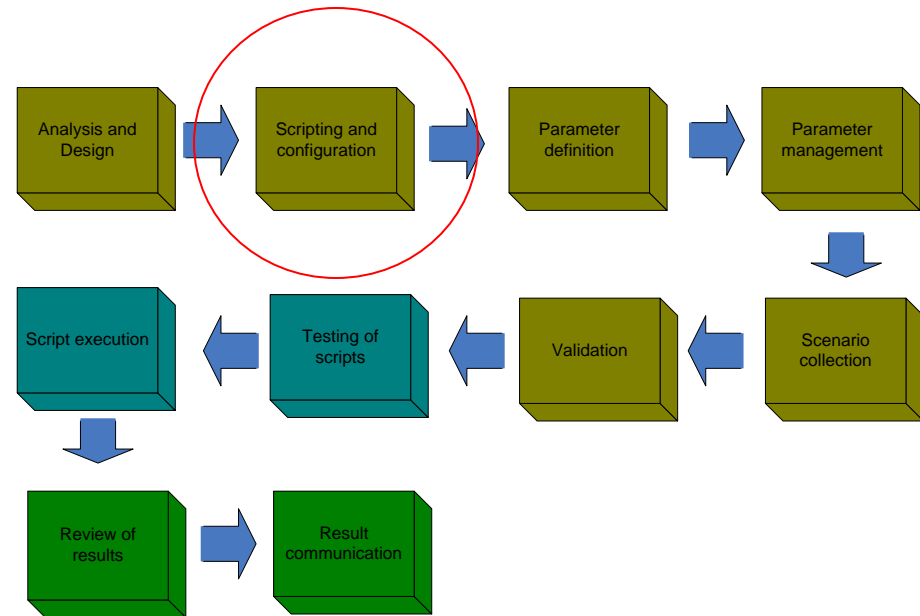 Analysis and
Design
Scripting and
configuration
Parameter
definition
Parameter
management
Scenario
collection
Validation
Testing of
scripts
Script execution
Review of
results
Result
communication